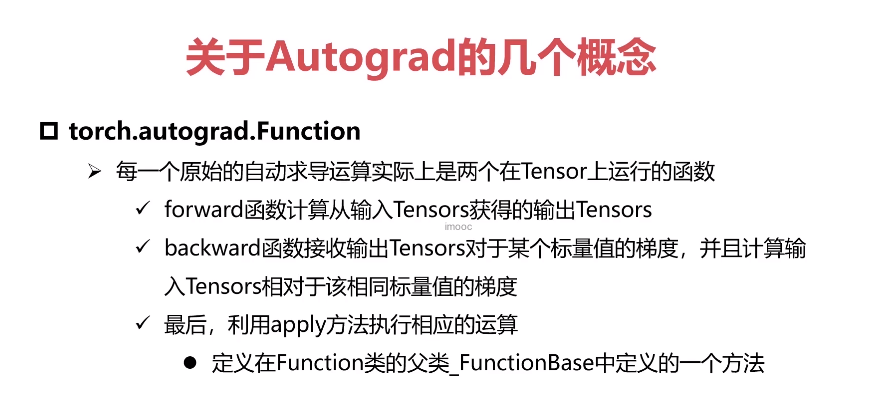 关于Autograd的几个概念
torch.autograd.Function
每一个原始的自动求导运算实际上是两个在Tensor上运行的函数
forward函数计算从输入Tensors获得的输出Tensors
imooc
backward函数接收输出Tensors对于某个标量值的梯度，并且计算输
入Tensors相对于该相同标量值的梯度
最后，利用apply方法执行相应的运算
定义在Function类的父类_FunctionBase中定义的一个方法